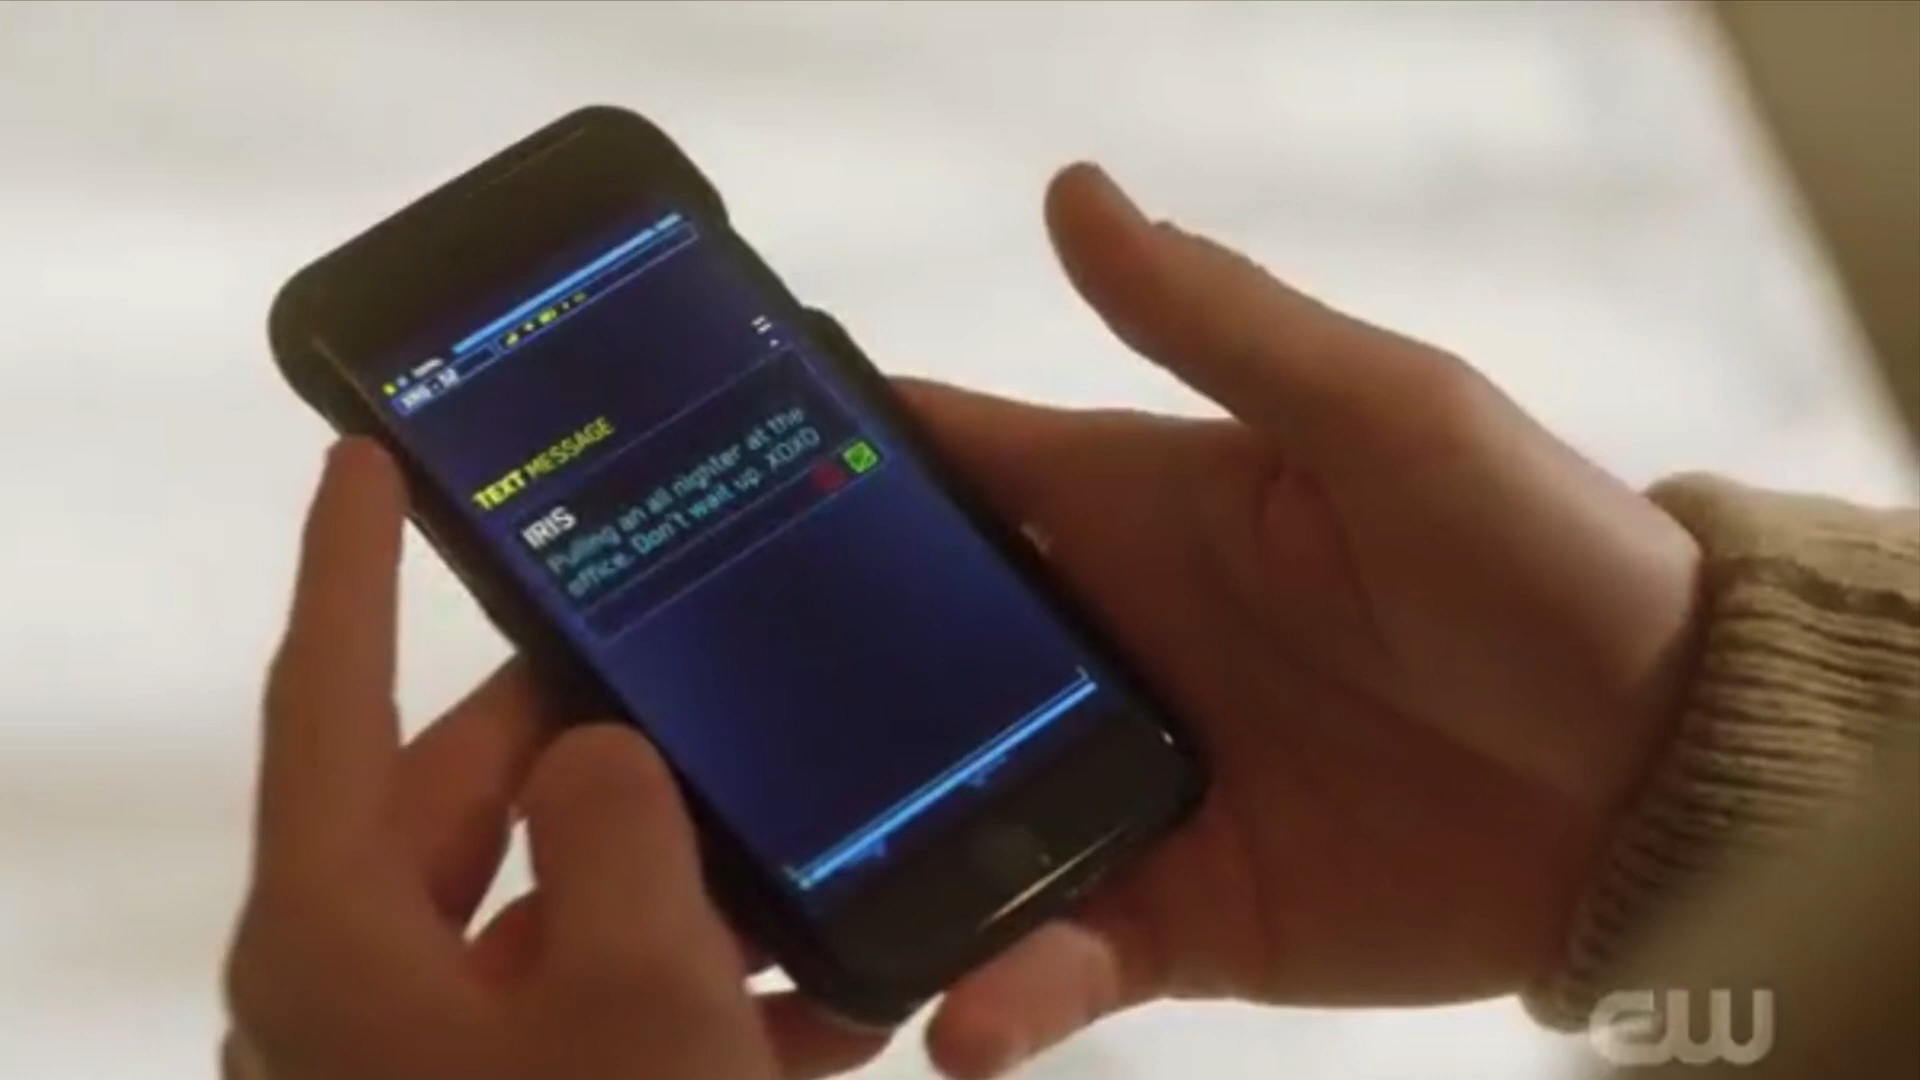 TEXT MESSAGE
IRIS
Pulling an all nighter at the
office. Don't wait up. XOXO
CW